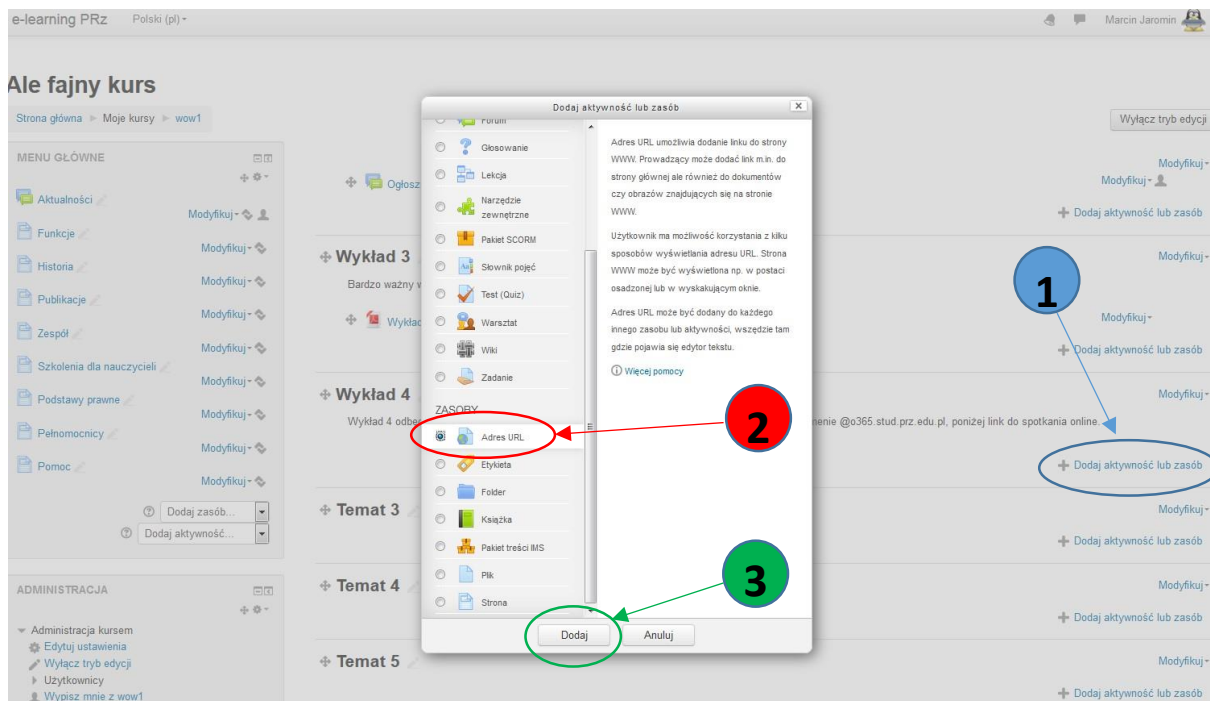 e-learning PRz Polski (pl)
Marcin Jaromin
Ale fajny kurs
Strona główna Moje kursy wow1
Wyłącz tryb edycji
MENU GŁÓWNE
Aktualności
Modyfikuj
Funkcje
Modyfikuj
Historia
Modyfikuj
Publikacje
Modyfikuj
Zespół
Modyfikuj
Szkolenia dla nauczycieli
Modyfikuj
Podstawy prawne
Modyfikuj
Pełnomocnicy
Modyfikuj
Pomoc
Modyfikuj
Dodaj zasób...
Dodaj aktywność...
ADMINISTRACJA
Administracja kursem
Edytuj ustawienia
Wyłącz tryb edycji
Użytkownicy
Wypisz mnie z wow1
Modyfikuj
Ogłosz
Modyfikuj
Dodaj aktywność lub zasób
Wykład 3
Modyfikuj
Bardzo ważny
Wykład
Modyfikuj
Dodaj aktywność lub zasób
Wykład 4
Modyfikuj
Wykład 4 odbę
menie @o365.stud.prz.edu.pl, poniżej link do spotkania online.
Dodaj aktywność lub zasób
Temat 3
Modyfikuj
Dodaj aktywność lub zasób
Temat 4
Modyfikuj
Dodaj aktywność lub zasób
Temat 5
Modyfikuj
Dodaj aktywność lub zasób
Dodaj aktywność lub zasób
Forum
Głosowanie
Lekcja
Narzędzie
zewnętrzne
Pakiet SCORM
Słownik pojęć
Test (Quiz)
Warsztat
Wiki
Zadanie
ZASOBY
Adres URL
Etykieta
Folder
Książka
Pakiet treści IMS
Plik
Strona
Adres URL umożliwia dodanie linku do strony
WWW. Prowadzący może dodać link m.in. do
strony głównej ale również do dokumentów
czy obrazów znajdujących się na stronie
WWW.
Użytkownik ma możliwość korzystania z kilku
sposobów wyświetlania adresu URL. Strona
WWW może być wyświetlona np. w postaci
osadzonej lub w wyskakującym oknie.
Adres URL może być dodany do każdego
innego zasobu lub aktywności, wszędzie tam
gdzie pojawia się edytor tekstu.
Więcej pomocy
Dodaj Anuluj
1
2
3